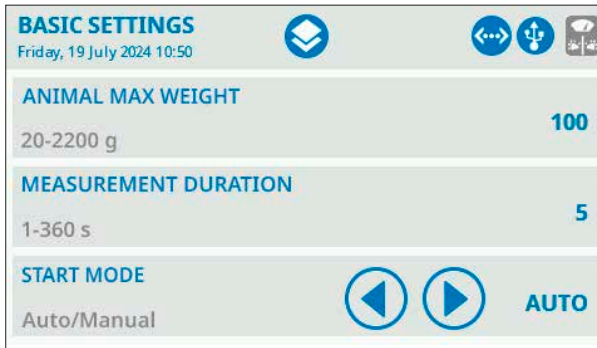 BASIC SETTINGS
Friday, 19 July 2024 10:50
ANIMAL MAX WEIGHT
100
20-2200 g
MEASUREMENT DURATION
5
1-360 s
START MODE
AUTO
Auto/Manual